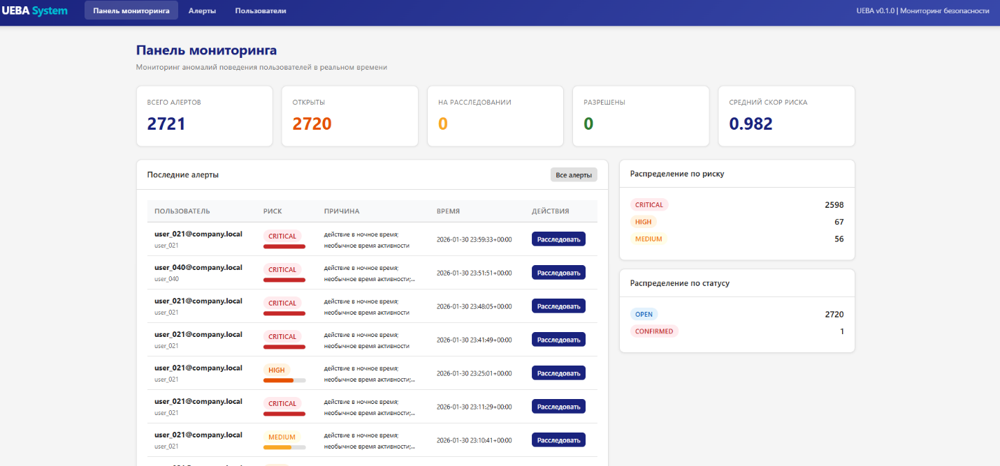 UEBA System Панель мониторинга Алерты Пользователи UEBA v0.1.0 | Мониторинг безопасности
Панель мониторинга
Мониторинг аномалий поведения пользователей в реальном времени
ВСЕГО АЛЕРТОВ
2721
ОТКРЫТЫ
2720
НА РАССЛЕДОВАНИИ
0
РАЗРЕШЕНЫ
0
СРЕДНИЙ СКОР РИСКА
0.982
Последние алерты Все алерты
ПОЛЬЗОВАТЕЛЬ РИСК ПРИЧИНА ВРЕМЯ ДЕЙСТВИЯ
user_021@company.local
user_021
CRITICAL
действие в ночное время;
необычное время активности
2026-01-30 23:59:33+00:00
Расследовать
user_040@company.local
user_040
CRITICAL
действие в ночное время;
необычное время активности;...
2026-01-30 23:51:51+00:00
Расследовать
user_021@company.local
user_021
CRITICAL
действие в ночное время;
необычное время активности
2026-01-30 23:48:05+00:00
Расследовать
user_021@company.local
user_021
CRITICAL
действие в ночное время;
необычное время активности
2026-01-30 23:41:49+00:00
Расследовать
user_021@company.local
user_021
HIGH
действие в ночное время;
необычное время активности;...
2026-01-30 23:25:01+00:00
Расследовать
user_021@company.local
user_021
CRITICAL
действие в ночное время;
необычное время активности;...
2026-01-30 23:11:29+00:00
Расследовать
user_021@company.local
user_021
MEDIUM
действие в ночное время;
необычное время активности;...
2026-01-30 23:10:41+00:00
Расследовать
Распределение по риску
CRITICAL 2598
HIGH 67
MEDIUM 56
Распределение по статусу
OPEN 2720
CONFIRMED 1